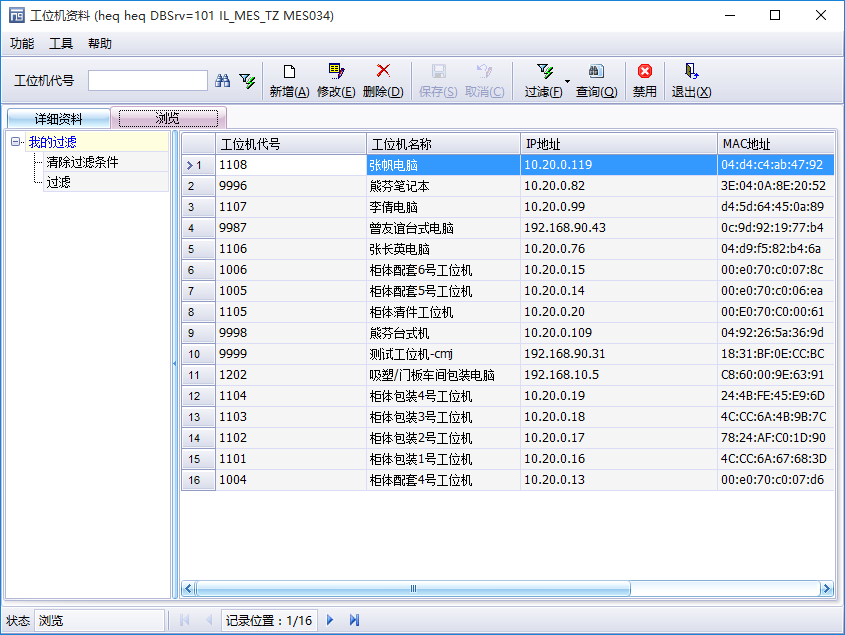 工位机资料 (heq heq DBSrv=101 IL_MES_TZ MES034)
功能 工具 帮助
工位机代号 新增(A) 修改(E) 删除(D) 保存(S) 取消(C) 过滤(F) 查询(Q) 禁用 退出(X)
详细资料 浏览
我的过滤
清除过滤条件
过滤
工位机代号 工位机名称 IP地址 MAC地址
1 1108 张帜电脑 10.20.0.119 04:d4:c4:ab:47:92
2 9996 熊芬笔记本 10.20.0.82 3E:04:0A:8E:20:52
3 1107 李倩电脑 10.20.0.99 d4:5d:64:45:0a:89
4 9987 曾友谊台式电脑 192.168.90.43 0c:9d:92:19:77:b4
5 1106 张长英电脑 10.20.0.76 04:d9:f5:82:b4:6a
6 1006 柜体配套6号工位机 10.20.0.15 00:e0:70:c0:07:8c
7 1005 柜体配套5号工位机 10.20.0.14 00:e0:70:c0:06:ea
8 1105 柜体清件工位机 10.20.0.20 00:E0:70:C0:00:61
9 9998 熊芬台式机 10.20.0.109 04:92:26:5a:36:9d
10 9999 测试工位机-cmj 192.168.90.31 18:31:BF:0E:CC:BC
11 1202 吸塑/门板车间包装电脑 192.168.10.5 C8:60:00:9E:63:91
12 1104 柜体包装4号工位机 10.20.0.19 24:4B:FE:45:E9:6D
13 1103 柜体包装3号工位机 10.20.0.18 4C:CC:6A:4B:9B:7C
14 1102 柜体包装2号工位机 10.20.0.17 78:24:AF:C0:1D:90
15 1101 柜体包装1号工位机 10.20.0.16 4C:CC:6A:67:68:3D
16 1004 柜体配套4号工位机 10.20.0.13 00:e0:70:c0:07:d6
状态 浏览 记录位置：1/16